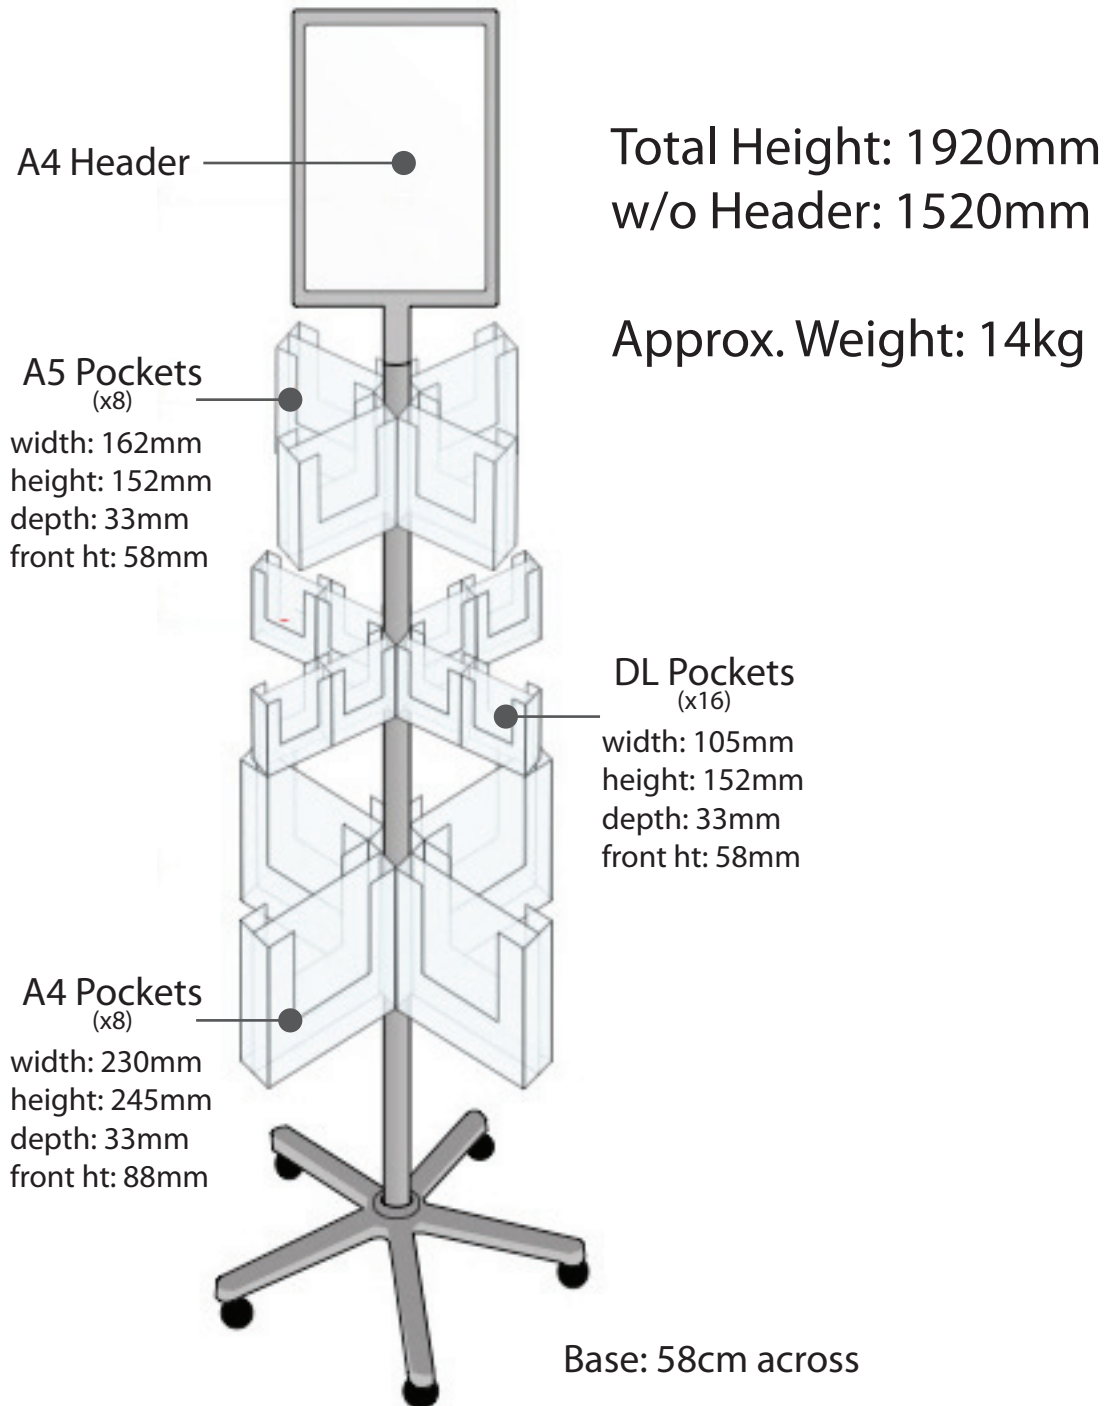 A4 Header
Total Height: 1920mm
w/o Header: 1520mm
Approx. Weight: 14kg
A5 Pockets
(x8)
width: 162mm
height: 152mm
depth: 33mm
front ht: 58mm
DL Pockets
(x16)
width: 105mm
height: 152mm
depth: 33mm
front ht: 58mm
A4 Pockets
(x8)
width: 230mm
height: 245mm
depth: 33mm
front ht: 88mm
Base: 58cm across